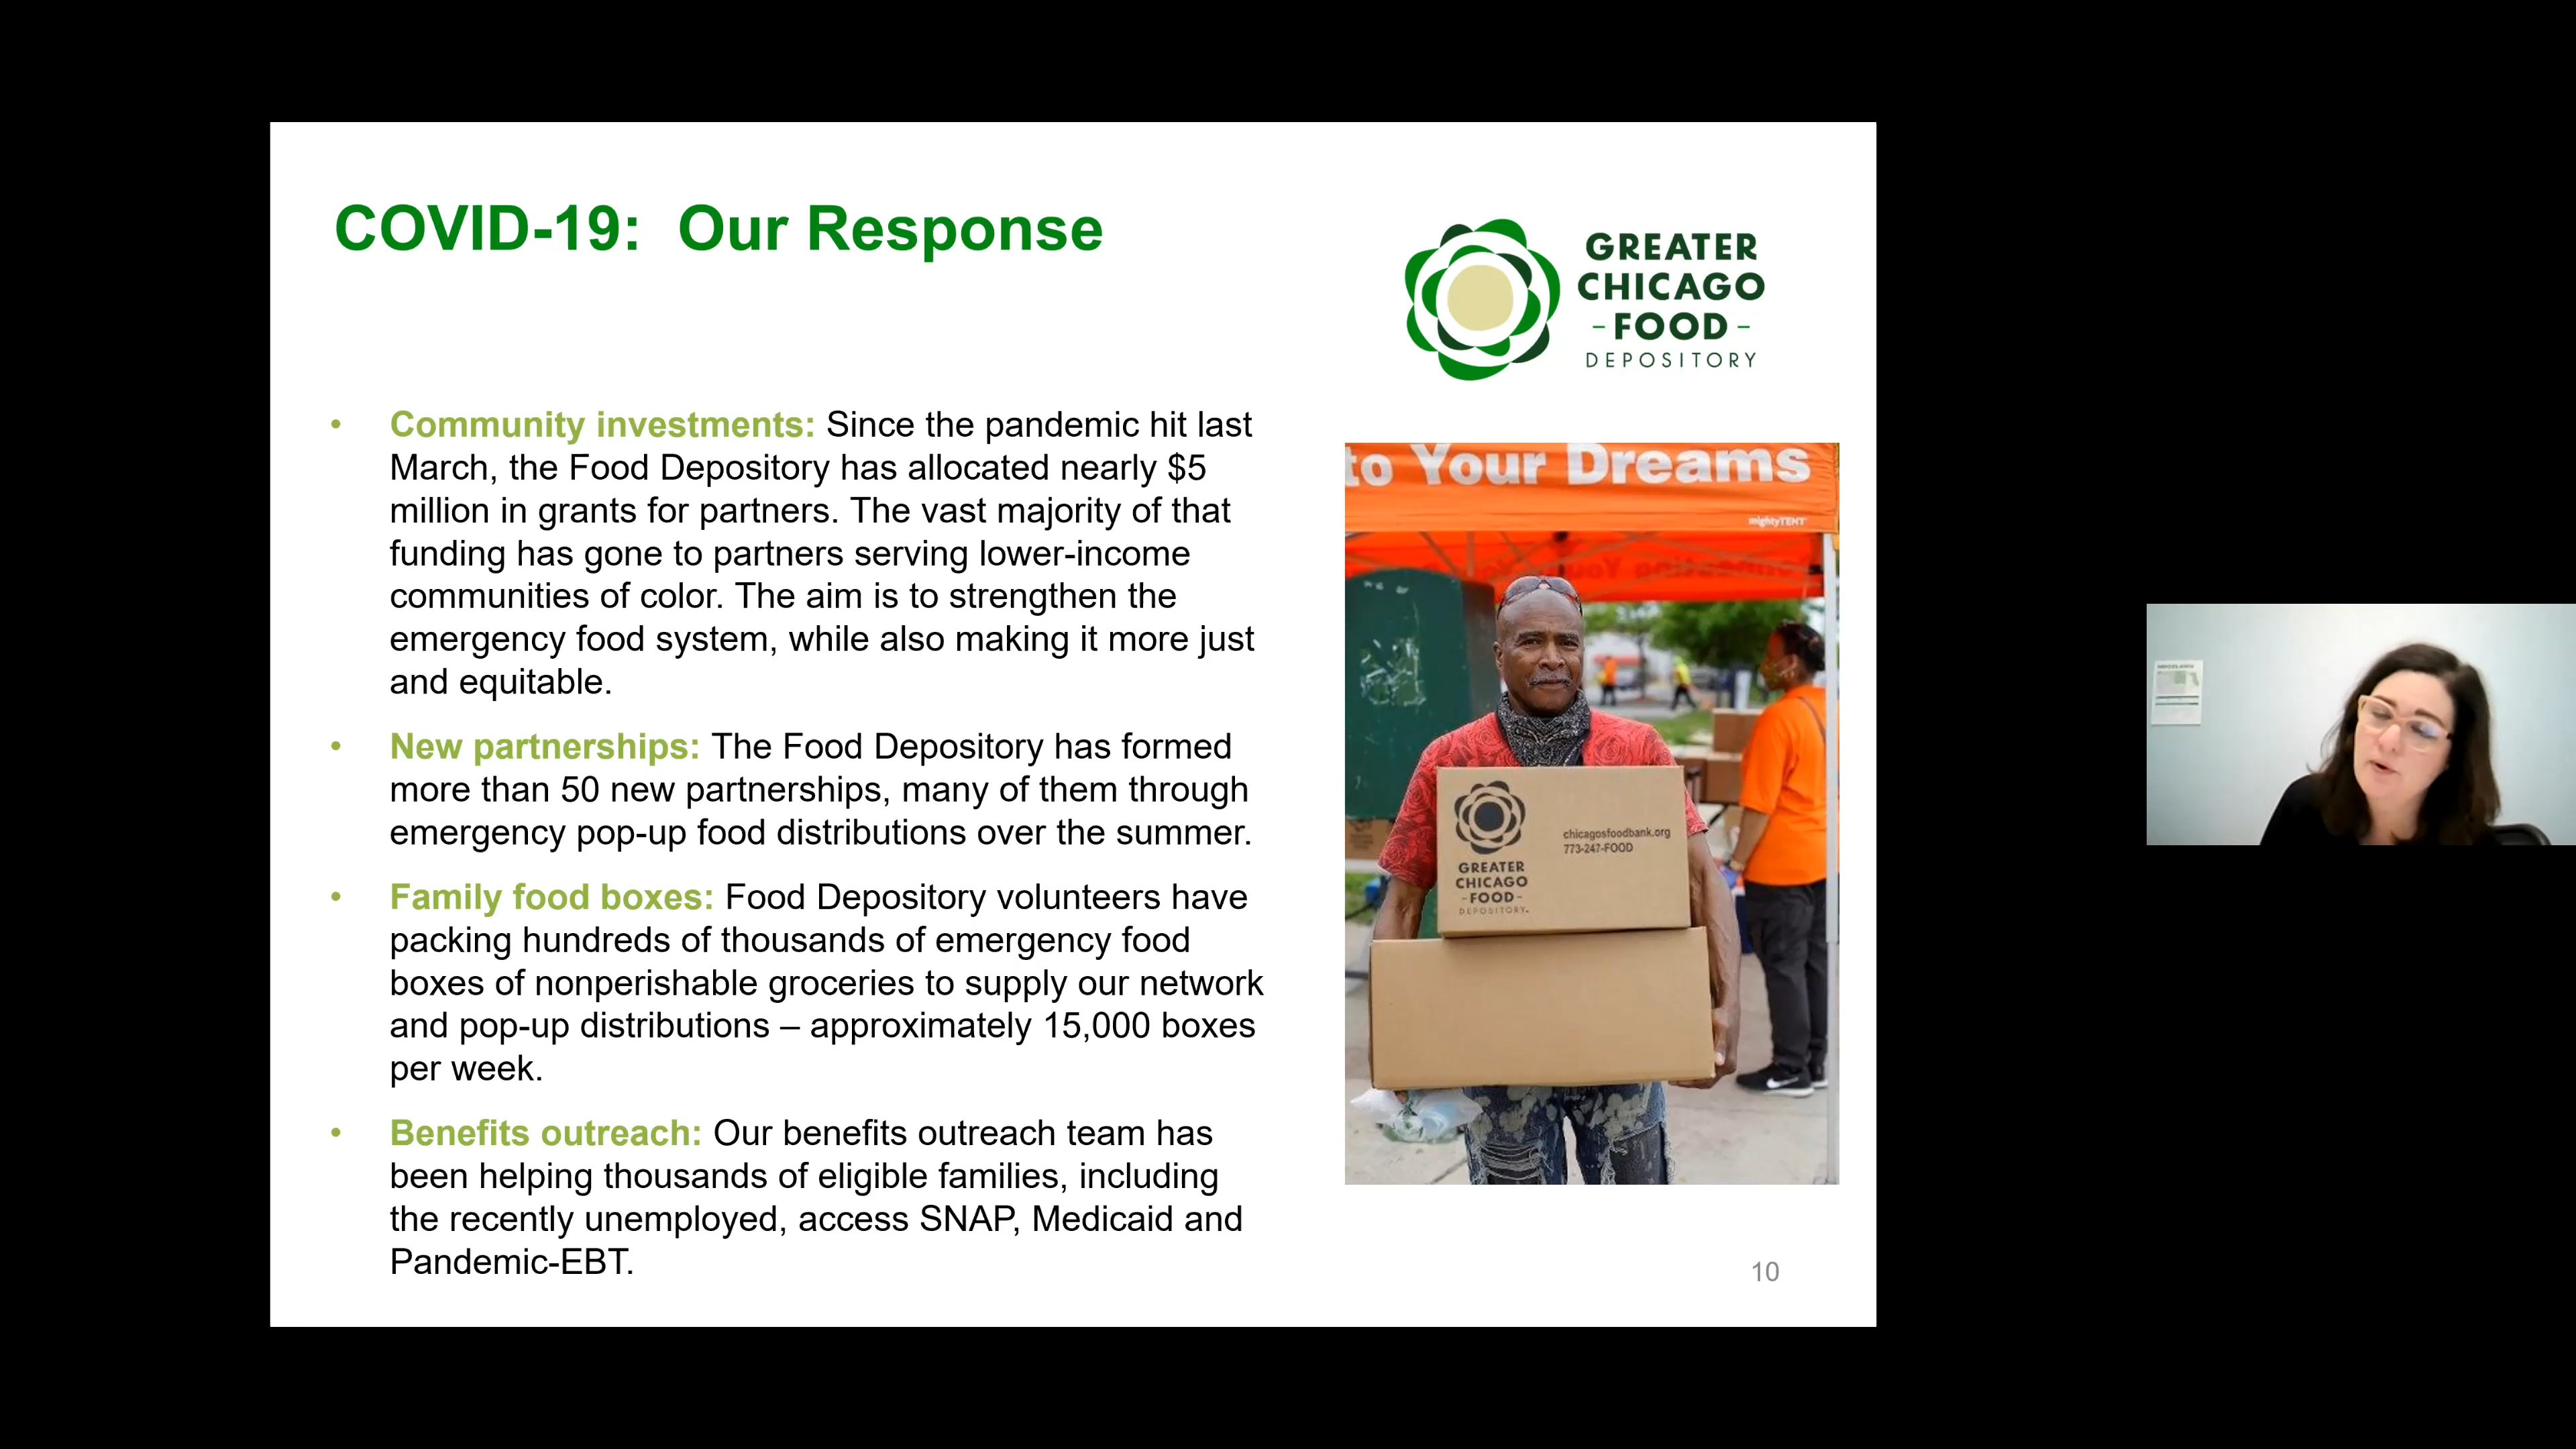 COVID-19:  Our Response
GREATER
CHICAGO
-FOOD-
DEPOSITORY
• Community investments: Since the pandemic hit last
March, the Food Depository has allocated nearly $5
million in grants for partners. The vast majority of that
funding has gone to partners serving lower-income
communities of color. The aim is to strengthen the
emergency food system, while also making it more just
and equitable.
• New partnerships: The Food Depository has formed
more than 50 new partnerships, many of them through
emergency pop-up food distributions over the summer.
• Family food boxes: Food Depository volunteers have
packing hundreds of thousands of emergency food
boxes of nonperishable groceries to supply our network
and pop-up distributions – approximately 15,000 boxes
per week.
• Benefits outreach: Our benefits outreach team has
been helping thousands of eligible families, including
the recently unemployed, access SNAP, Medicaid and
Pandemic-EBT.
to Your Dreams
mightyTENT
chicagosfoodbank.org
773-247-FOOD
GREATER
CHICAGO
-FOOD-
DEPOSITORY.
10